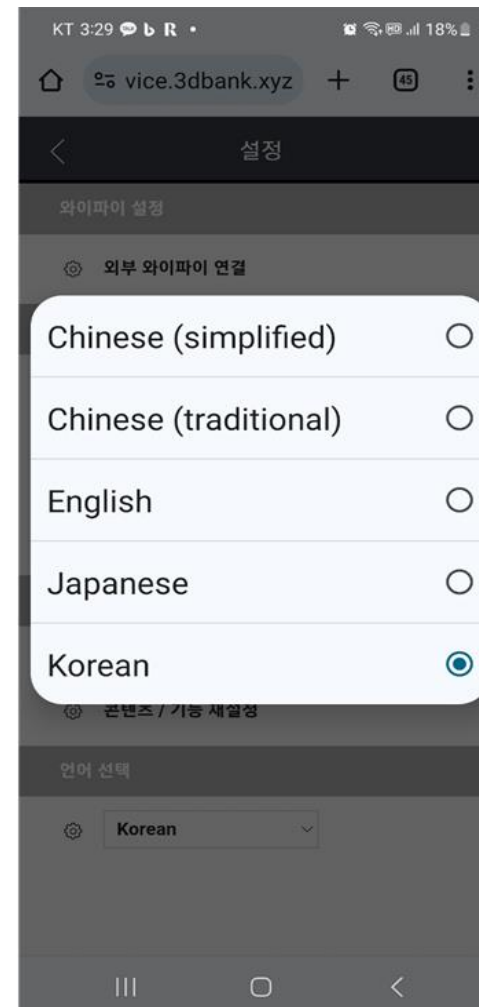 KT 3:29 b R •
HD 18%
vice.3dbank.xyz + 45
설정
와이파이 설정
외부 와이파이 연결
Chinese (simplified)
Chinese (traditional)
English
Japanese
Korean
콘텐츠 / 기능 재설정
언어 선택
Korean